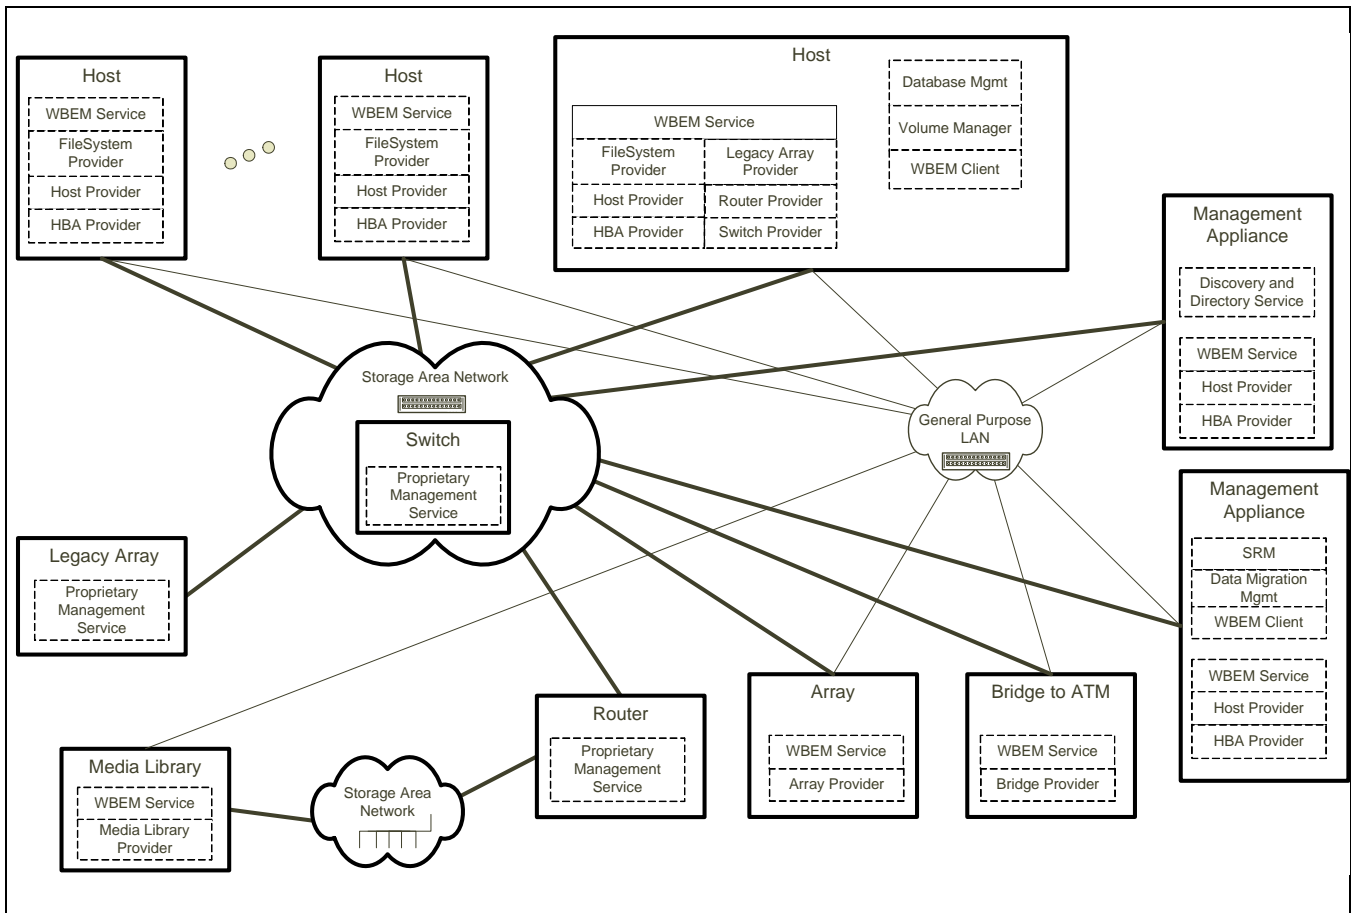 Host
WBEM Service
FileSystem
Provider
Host Provider
HBA Provider
Host
WBEM Service
FileSystem
Provider
Host Provider
HBA Provider
Host
WBEM Service
FileSystem
Provider
Legacy Array
Provider
Host Provider
Router Provider
HBA Provider
Switch Provider
Database Mgmt
Volume Manager
WBEM Client
Management
Appliance
Discovery and
Directory Service
WBEM Service
Host Provider
HBA Provider
Storage Area Network
Switch
Proprietary
Management
Service
General Purpose
LAN
Management
Appliance
SRM
Data Migration
Mgmt
WBEM Client
WBEM Service
Host Provider
HBA Provider
Legacy Array
Proprietary
Management
Service
Media Library
WBEM Service
Media Library
Provider
Storage Area
Network
Router
Proprietary
Management
Service
Array
WBEM Service
Array Provider
Bridge to ATM
WBEM Service
Bridge Provider